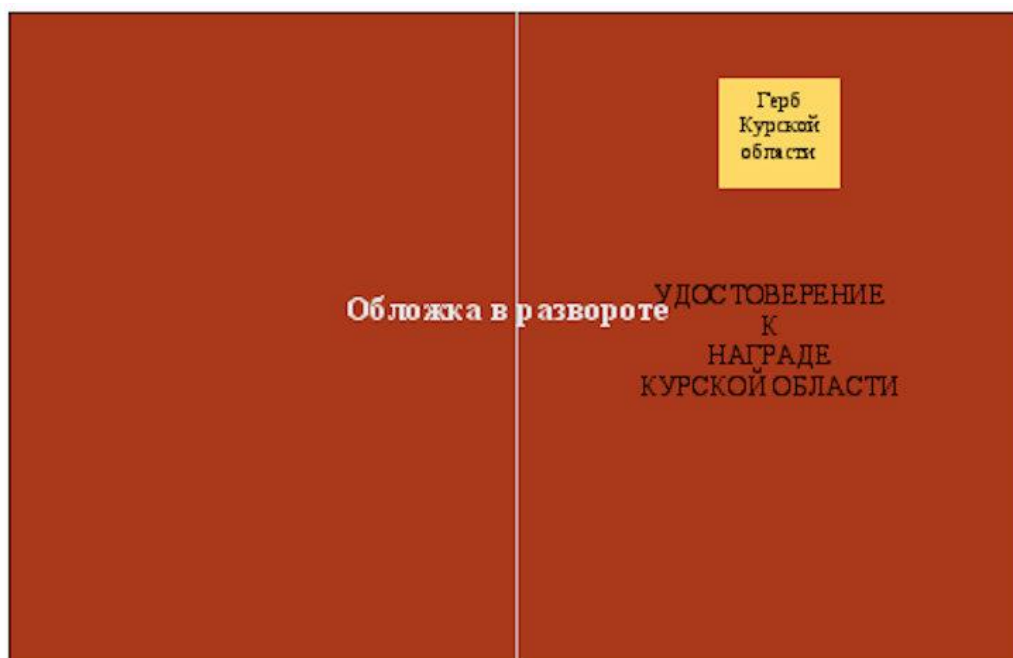 Герб
Курской
области
Обложка в развороте
УДОСТОВЕРЕНИЕ
К
НАГРАДЕ
КУРСКОЙ ОБЛАСТИ